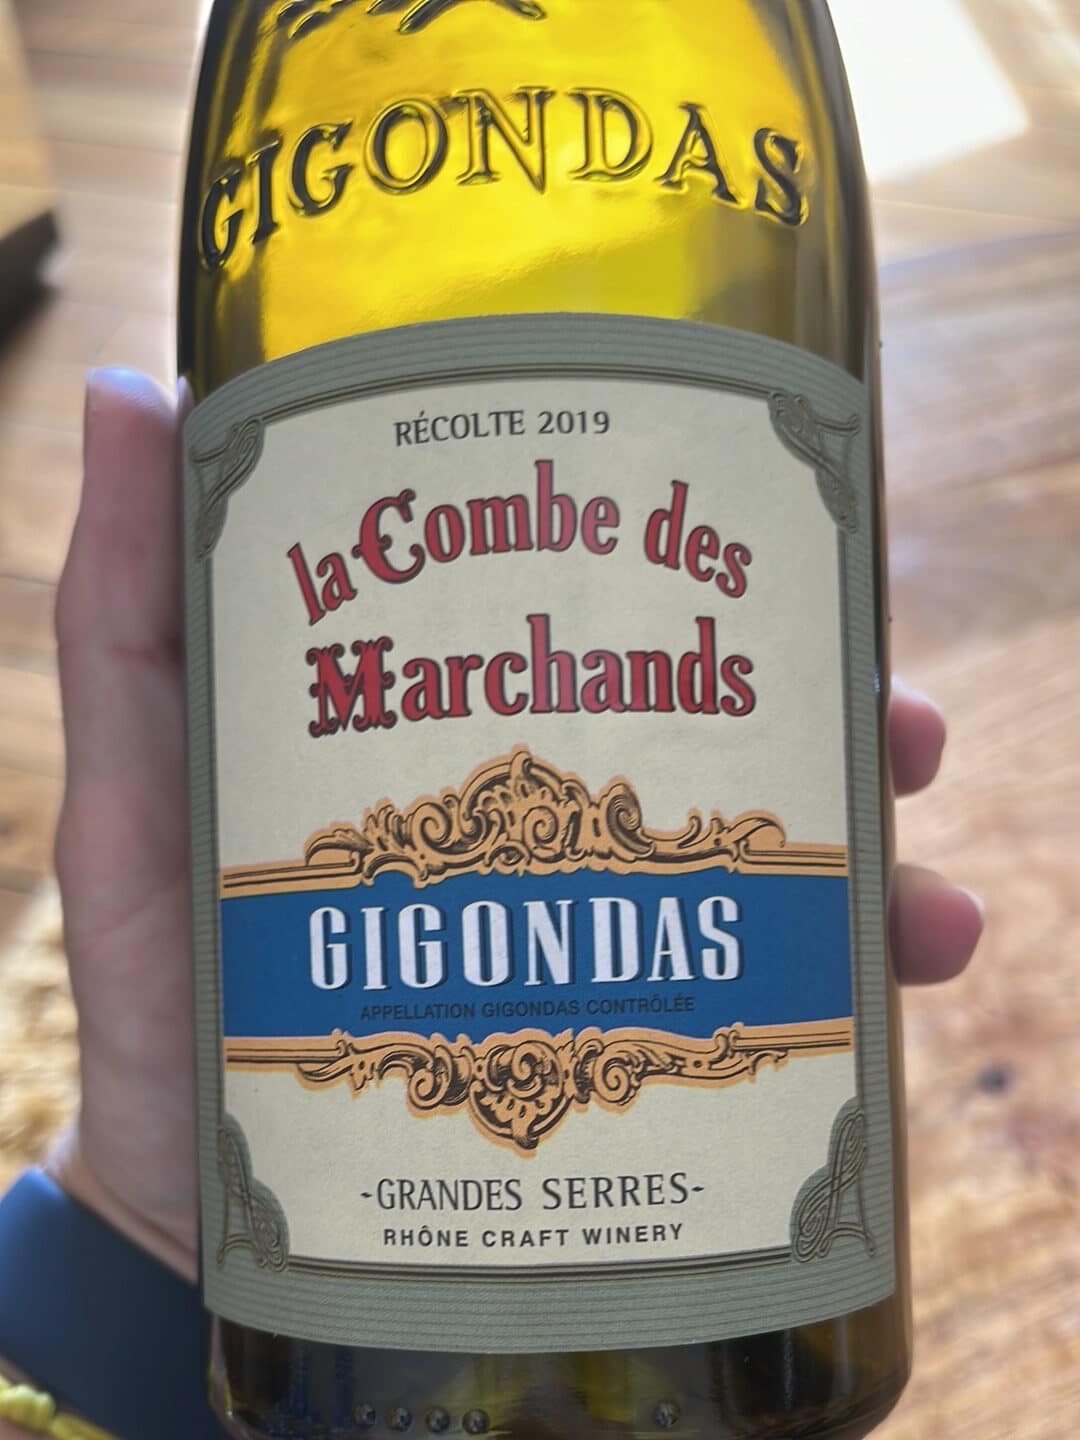 GIGONDAS
RÉCOLTE 2019
la Combe des
Marchands
GIGONDAS
APPELLATION GIGONDAS CONTRÔLÉE
-GRANDES SERRES-
RHÔNE CRAFT WINERY